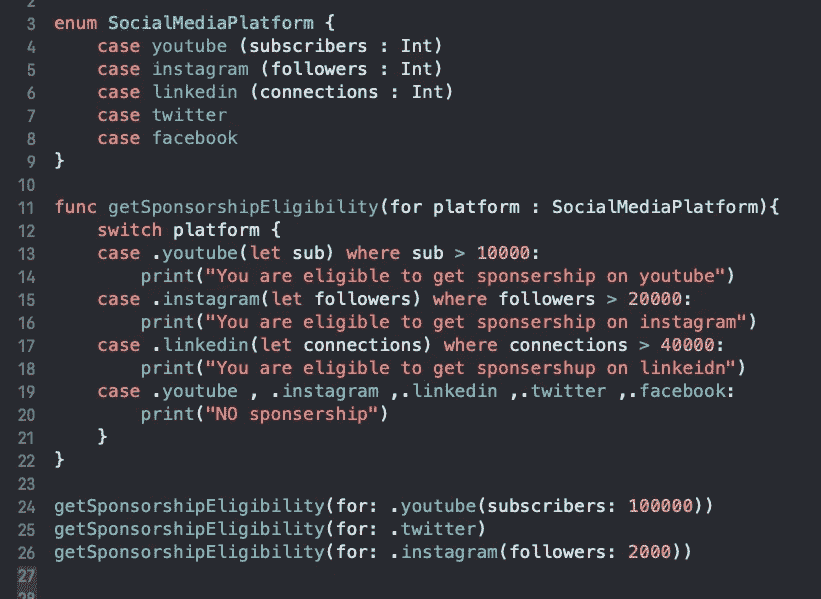 2
3 enum SocialMediaPlatform {
4 case youtube (subscribers : Int)
5 case instagram (followers : Int)
6 case linkedin (connections : Int)
7 case twitter
8 case facebook
9 }
10
11 func getSponsorshipEligibility(for platform : SocialMediaPlatform){
12 switch platform {
13 case .youtube(let sub) where sub > 10000:
14 print("You are eligible to get sponsership on youtube")
15 case .instagram(let followers) where followers > 20000:
16 print("You are eligible to get sponsership on instagram")
17 case .linkedin(let connections) where connections > 40000:
18 print("You are eligible to get sponsershup on linkeidn")
19 case .youtube , .instagram ,.linkedin ,.twitter ,.facebook:
20 print("NO sponsership")
21 }
22 }
23
24 getSponsorshipEligibility(for: .youtube(subscribers: 100000))
25 getSponsorshipEligibility(for: .twitter)
26 getSponsorshipEligibility(for: .instagram(followers: 2000))
27
28